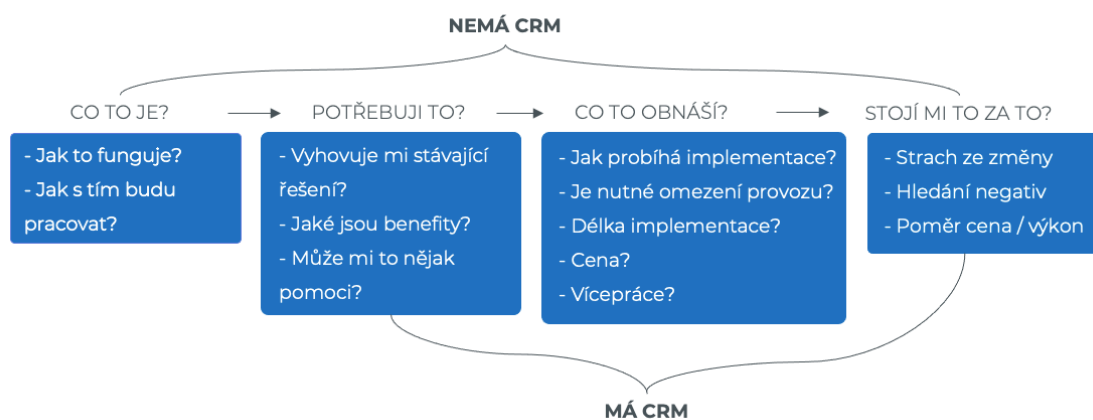 NEMÁ CRM
CO TO JE?
POTŘEBUJI TO?
CO TO OBNÁŠÍ?
STOJÍ MI TO ZA TO?
- Jak to funguje?
- Jak s tím budu
pracovat?
- Vyhovuje mi stávající
řešení?
- Jaké jsou benefity?
- Může mi to nějak
pomoci?
- Jak probíhá implementace?
- Je nutné omezení provozu?
- Délka implementace?
- Cena?
- Vícepráce?
- Strach ze změny
- Hledání negativ
- Poměr cena / výkon
MÁ CRM